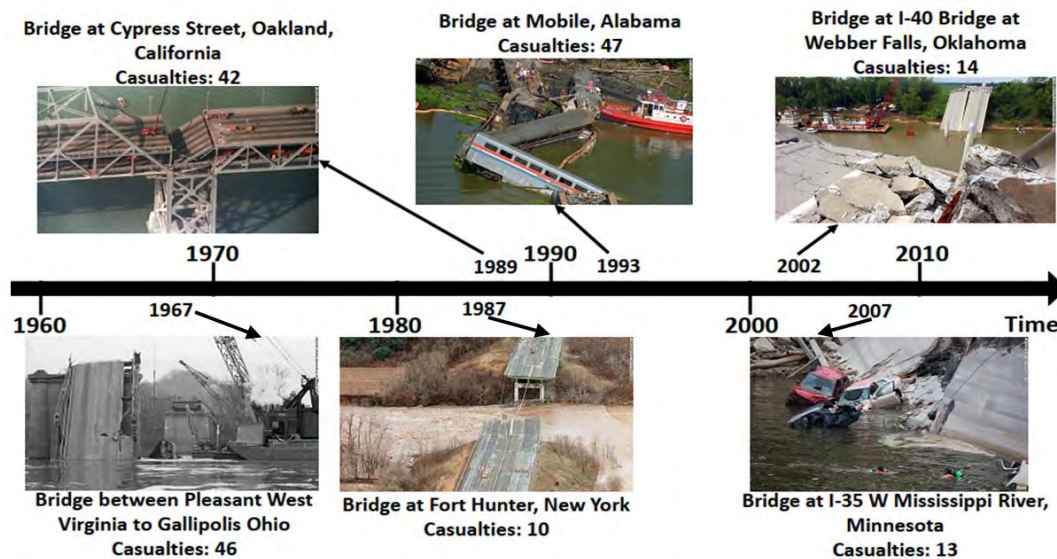 Bridge at Cypress Street, Oakland,
California
Casualties: 42
Bridge at Mobile, Alabama
Casualties: 47
Bridge at I-40 Bridge at
Webber Falls, Oklahoma
Casualties: 14
1970
1989
1990
1993
2002
2010
1960
1967
1980
1987
2000
2007
Time
Bridge between Pleasant West
Virginia to Gallipolis Ohio
Casualties: 46
Bridge at Fort Hunter, New York
Casualties: 10
Bridge at I-35 W Mississippi River,
Minnesota
Casualties: 13